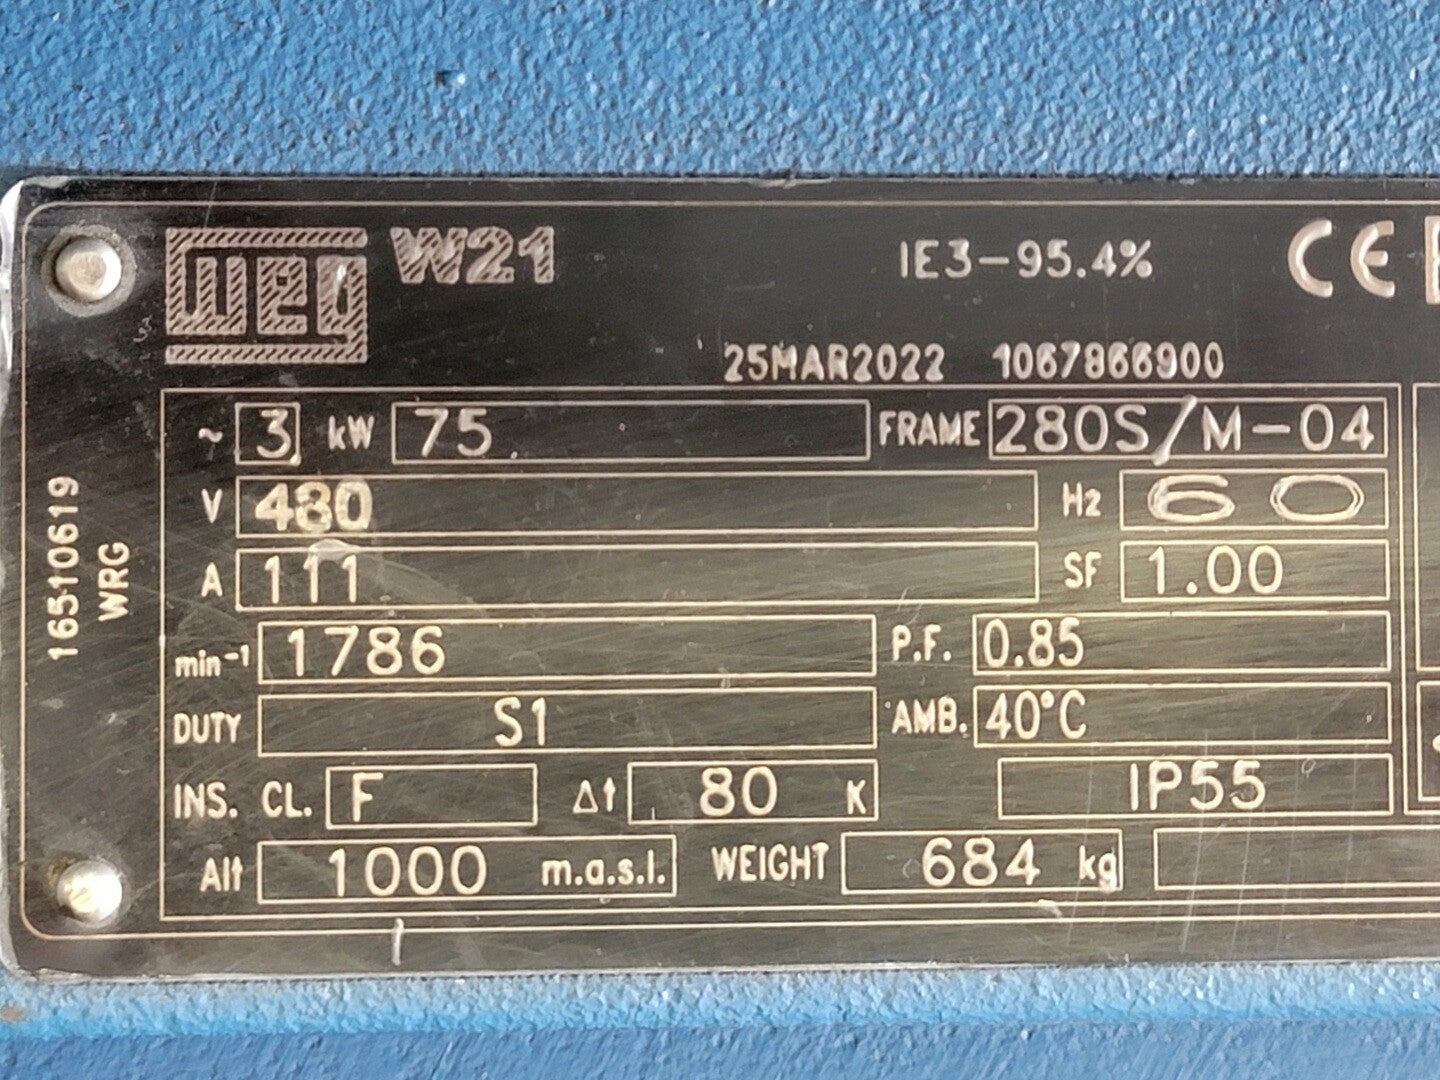 weg W21 IE3-95.4% CE
25MAR2022 1067866900
~ 3 kW 75 FRAME 280S/M-04
V 480 Hz 60
A 111 SF 1.00
min⁻¹ 1786 P.F. 0.85
DUTY S1 AMB. 40°C
INS. CL. F Δt 80 K IP55
Alt 1000 m.a.s.l. WEIGHT 684 kg
16510619
WRG